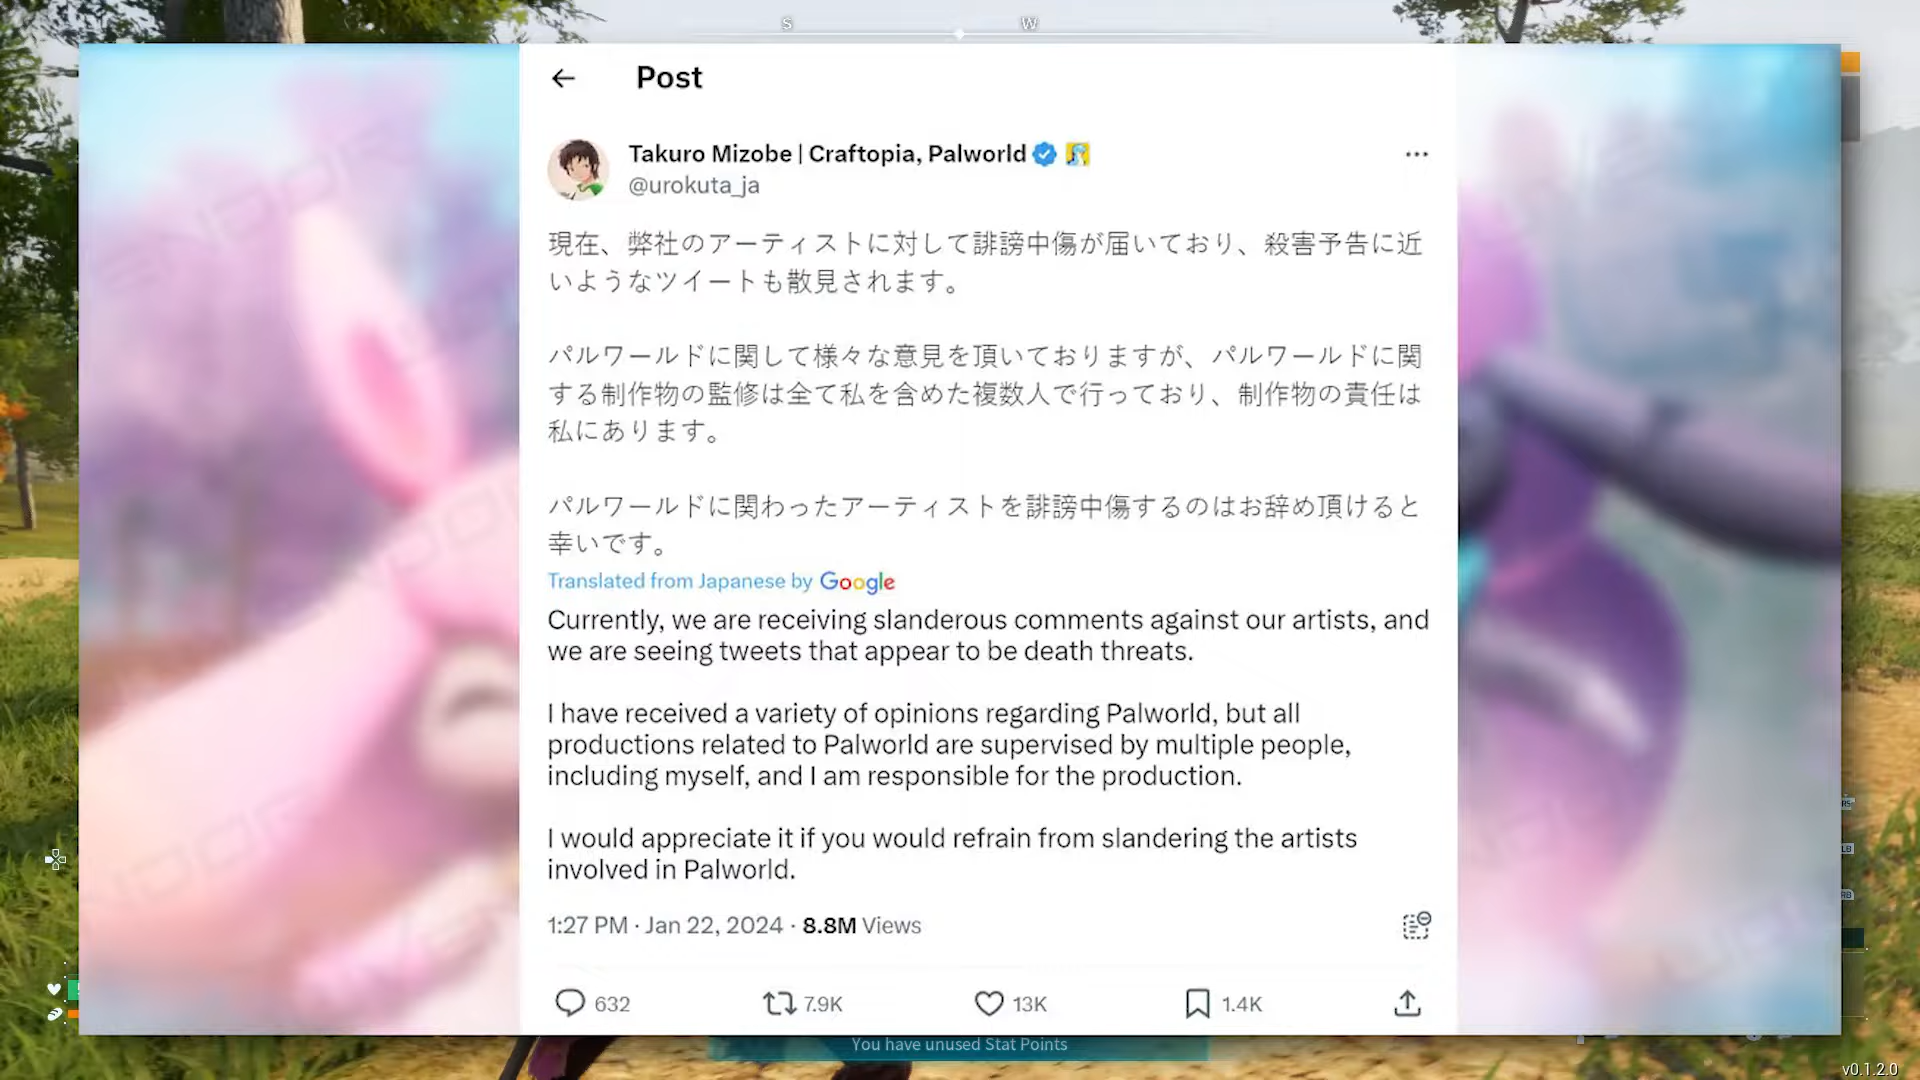 S W
Post
Takuro Mizobe | Craftopia, Palworld
@urokuta_ja
現在、弊社のアーティストに対して誹謗中傷が届いており、殺害予告に近
いようなツイートも散見されます。
パルワールドに関して様々な意見を頂いておりますが、パルワールドに関
する制作物の監修は全て私を含めた複数人で行っており、制作物の責任は
私にあります。
パルワールドに関わったアーティストを誹謗中傷するのはお辞め頂けると
幸いです。
Translated from Japanese by Google
Currently, we are receiving slanderous comments against our artists, and
we are seeing tweets that appear to be death threats.
I have received a variety of opinions regarding Palworld, but all
productions related to Palworld are supervised by multiple people,
including myself, and I am responsible for the production.
I would appreciate it if you would refrain from slandering the artists
involved in Palworld.
1:27 PM · Jan 22, 2024 · 8.8M Views
632 7.9K 13K 1.4K
You have unused Stat Points
v0.1.2.0